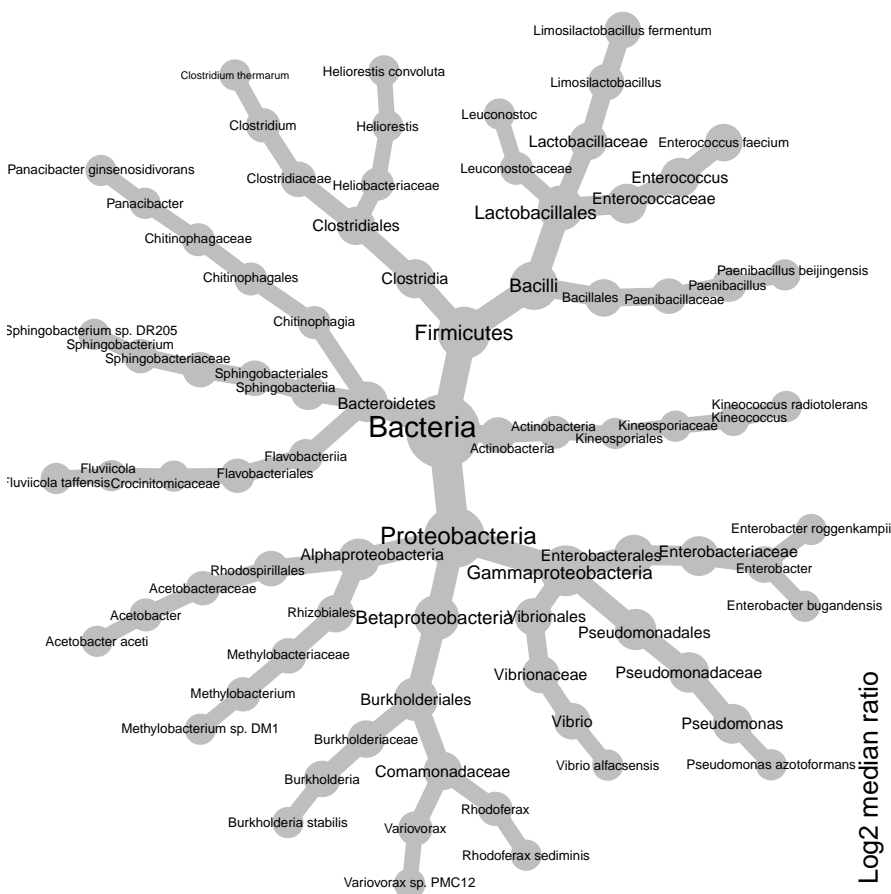 Limosilactobacillus fermentum
Clostridium thermarum
Heliorestis convoluta
Limosilactobacillus
Leuconostoc
Clostridium
Heliorestis
Lactobacillaceae
Enterococcus faecium
Panacibacter ginsenosidivorans
Leuconostocaceae
Clostridiaceae
Heliobacteriaceae
Enterococcus
Enterococcaceae
Panacibacter
Lactobacillales
Clostridiales
Chitinophagaceae
Chitinophagales
Clostridia
Bacilli
Paenibacillus beijingensis
Paenibacillus
Bacillales
Paenibacillaceae
Chitinophagia
Firmicutes
Sphingobacterium sp. DR205
Sphingobacterium
Sphingobacteriaceae
Sphingobacteriales
Sphingobacteriia
Bacteroidetes
Kineococcus radiotolerans
Kineococcus
Bacteria
Actinobacteria
Kineosporiaceae
Kineosporiales
Actinobacteria
Flavobacteriia
Fluviicola
Flavobacteriales
Fluviicola taffensis
Crocinitomicaceae
Proteobacteria
Enterobacter roggenkampii
Alphaproteobacteria
Enterobacterales
Enterobacteriaceae
Rhodospirillales
Gammaproteobacteria
Enterobacter
Acetobacteraceae
Enterobacter bugandensis
Acetobacter
Rhizobiales
Betaproteobacteria
Vibrionales
Pseudomonadales
Acetobacter aceti
Methylobacteriaceae
Vibrionaceae
Pseudomonadaceae
Methylobacterium
Burkholderiales
Methylobacterium sp. DM1
Vibrio
Pseudomonas
Burkholderiaceae
Vibrio alfacsensis
Pseudomonas azotoformans
Burkholderia
Comamonadaceae
Burkholderia stabilis
Variovorax
Rhodoferax
Rhodoferax sediminis
Variovorax sp. PMC12
Log2 median ratio